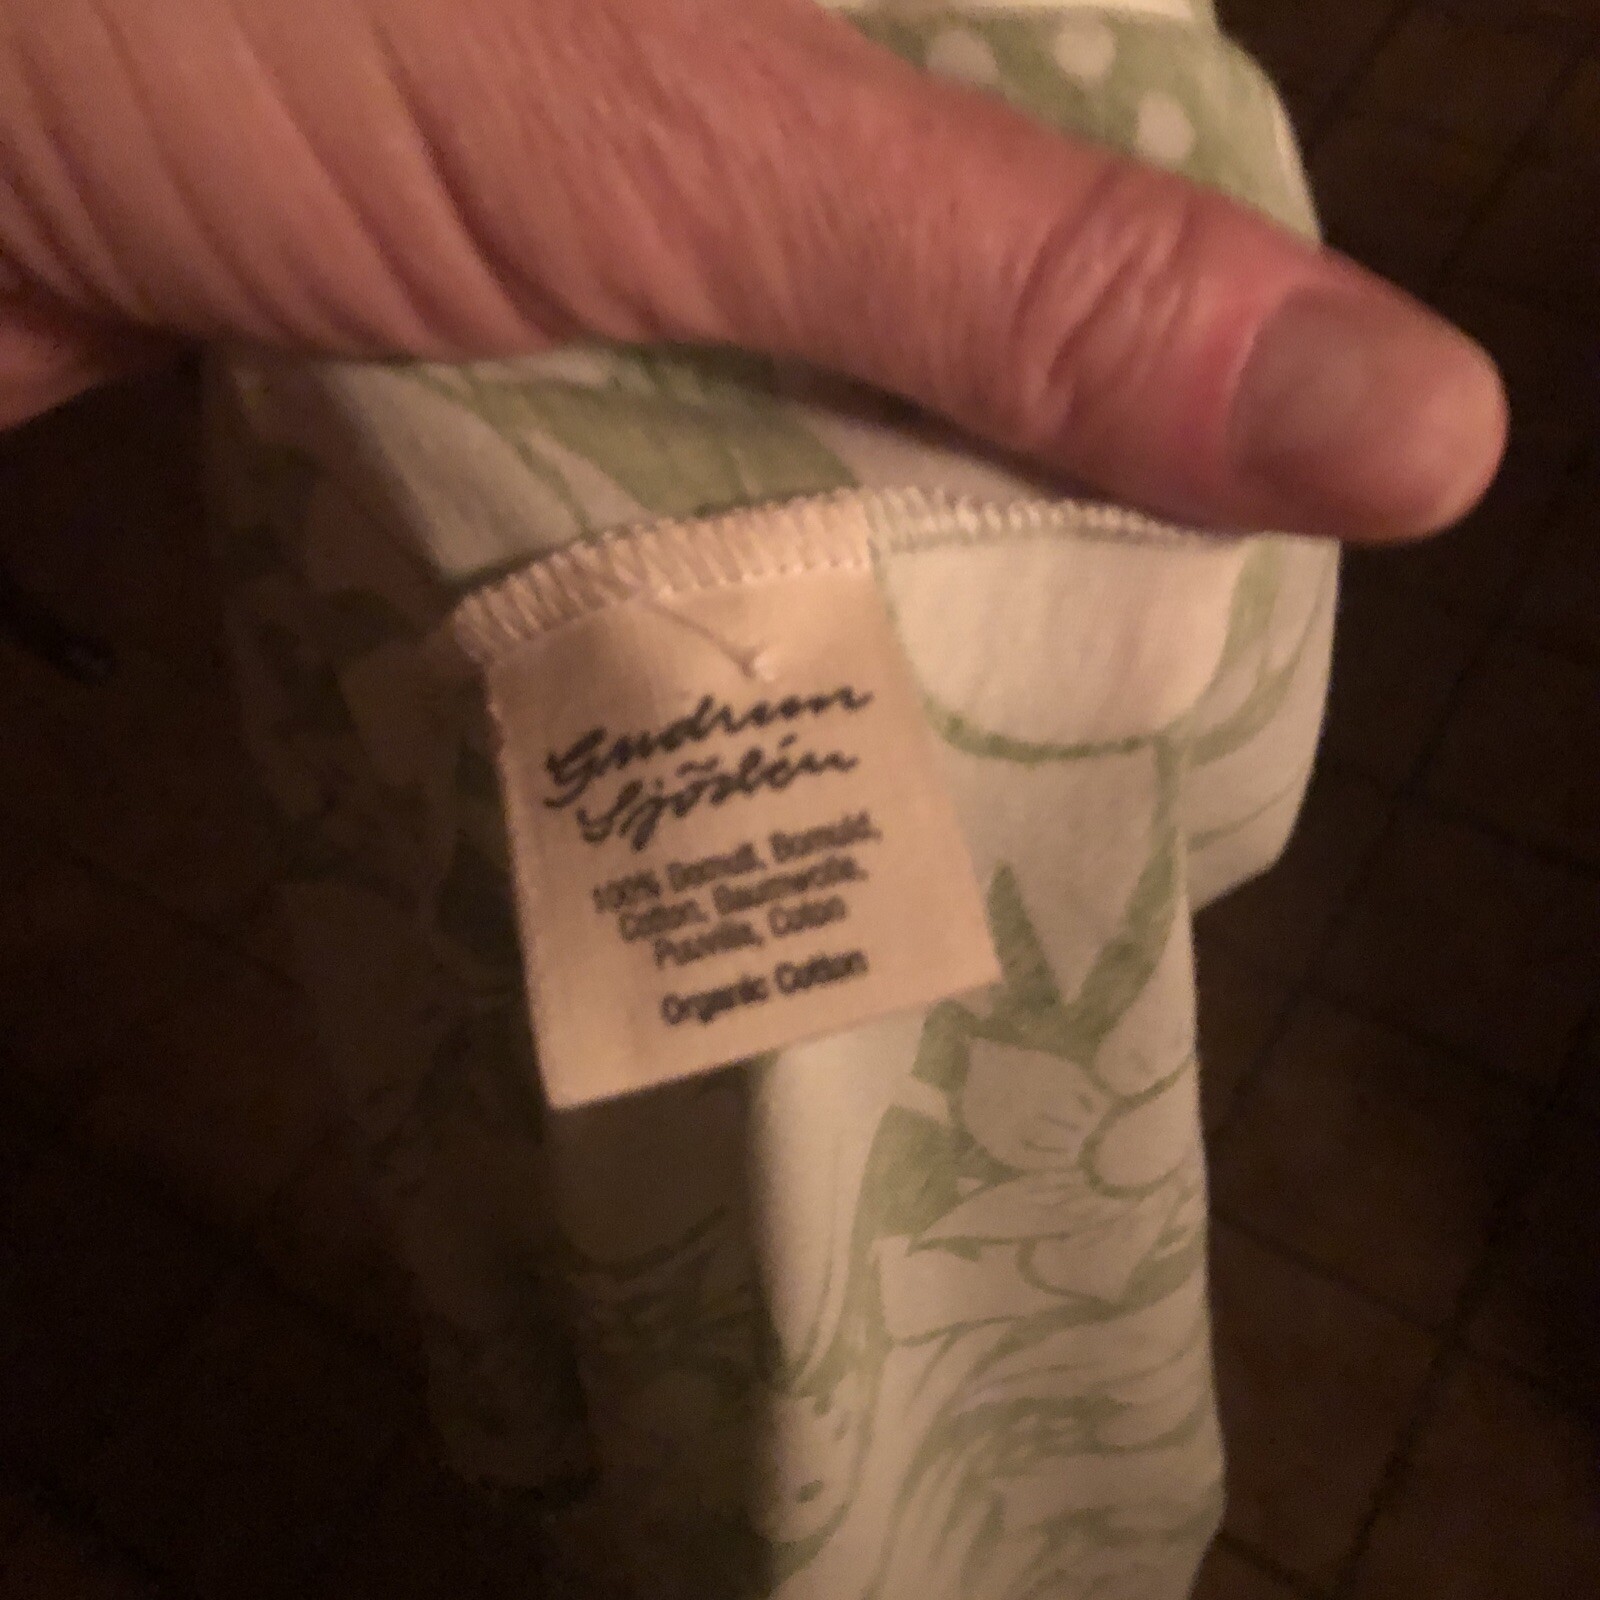 Gudrun
Sjödén
100% Bomull, Bomuld,
Cotton, Baumwolle,
Puuvilla, Coton
Organic Cotton